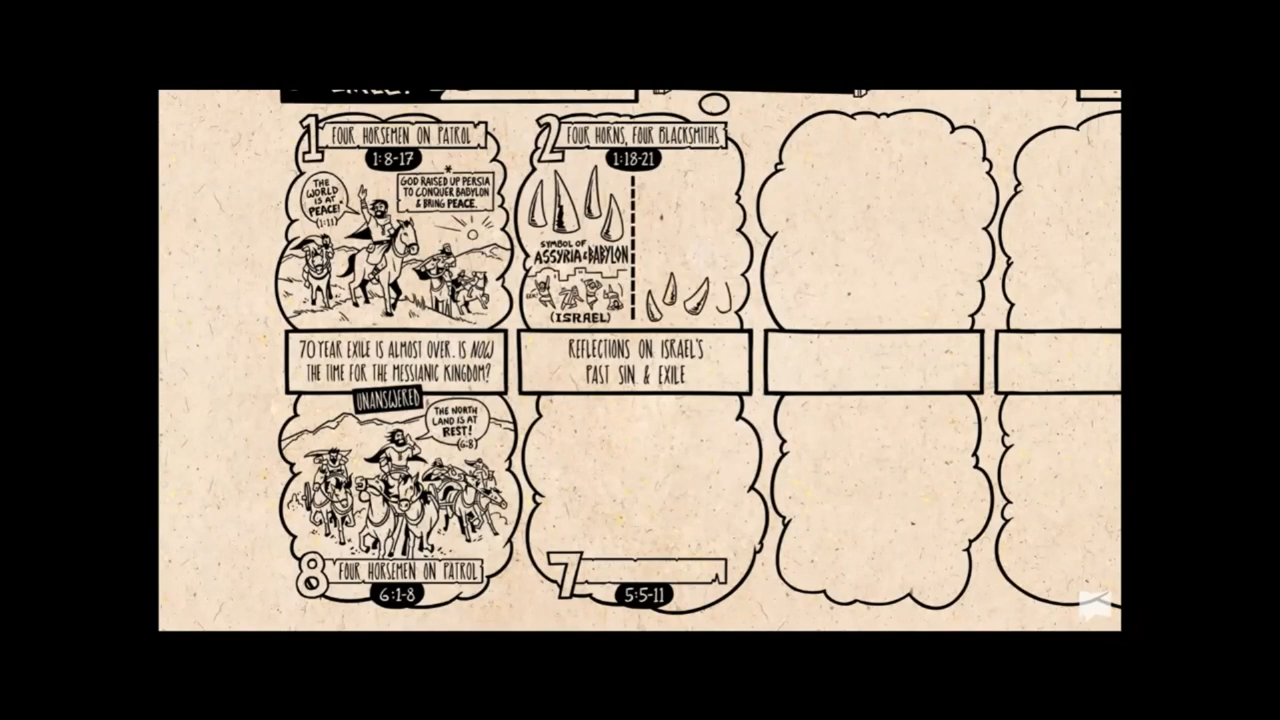 1 FOUR HORSEMEN ON PATROL
1:8-17
THE
WORLD
IS AT
PEACE!
(1:11)
*
GOD RAISED UP PERSIA
TO CONQUER BABYLON
& BRING PEACE.
2 FOUR HORNS, FOUR BLACKSMITHS
1:18-21
SYMBOL OF
ASSYRIA & BABYLON
(ISRAEL)
70 YEAR EXILE IS ALMOST OVER. IS NOW
THE TIME FOR THE MESSIANIC KINGDOM?
REFLECTIONS ON ISRAEL'S
PAST SIN & EXILE
UNANSWERED
THE NORTH
LAND IS AT
REST!
(6:8)
8 FOUR HORSEMEN ON PATROL
6:1-8
7
5:5-11